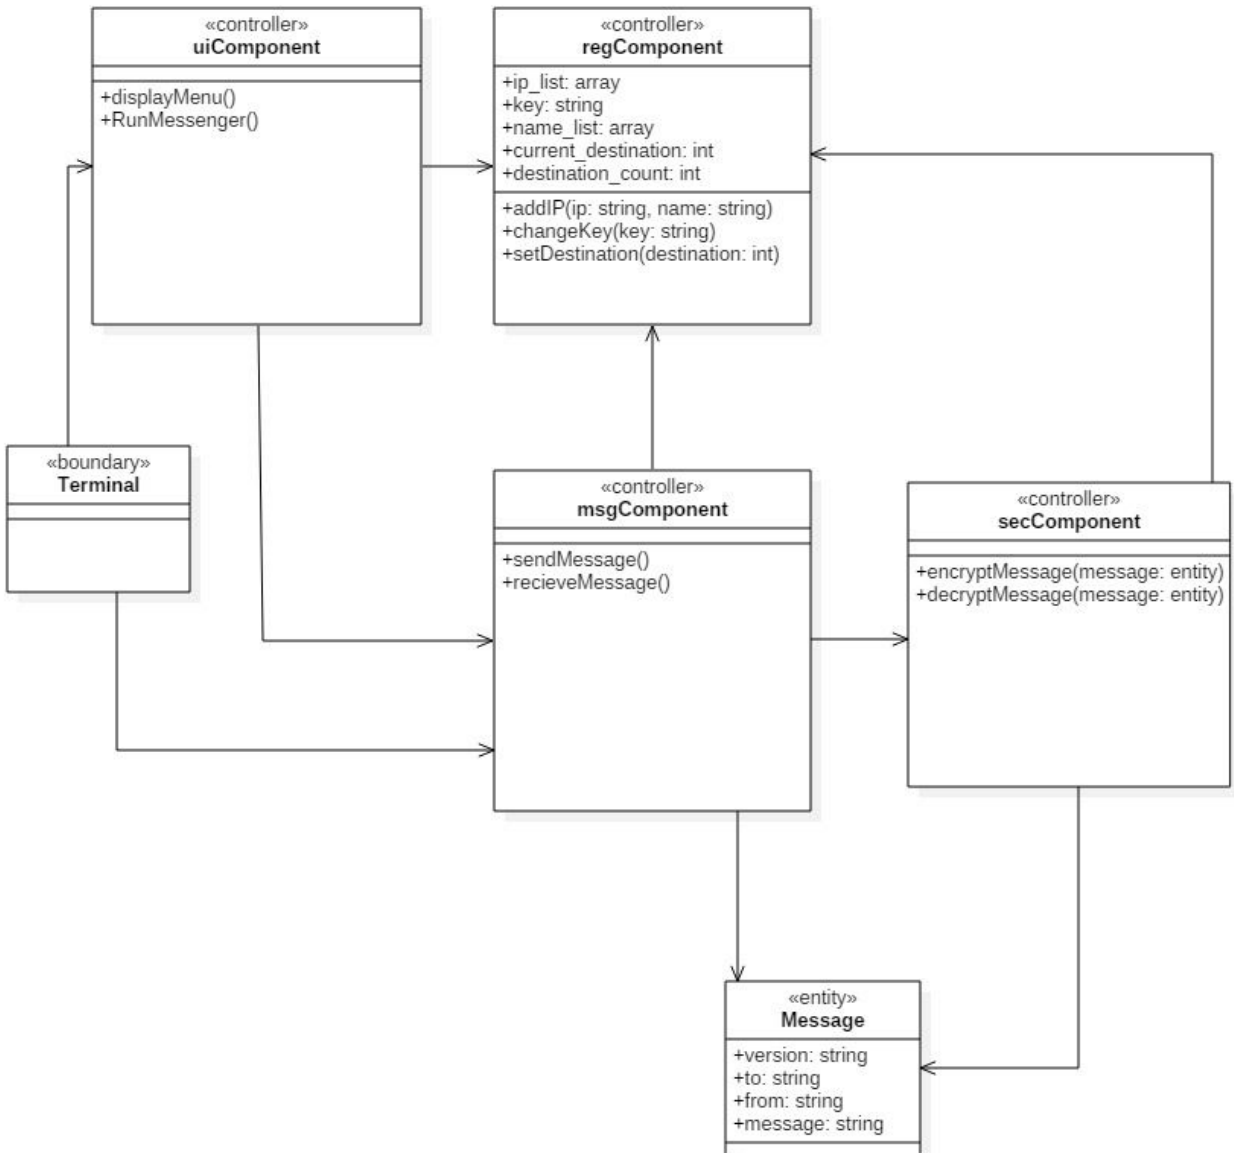 «controller»
uiComponent
+displayMenu()
+RunMessenger()
«controller»
regComponent
+ip_list: array
+key: string
+name_list: array
+current_destination: int
+destination_count: int
+addIP(ip: string, name: string)
+changeKey(key: string)
+setDestination(destination: int)
«boundary»
Terminal
«controller»
msgComponent
+sendMessage()
+recieveMessage()
«controller»
secComponent
+encryptMessage(message: entity)
+decryptMessage(message: entity)
«entity»
Message
+version: string
+to: string
+from: string
+message: string